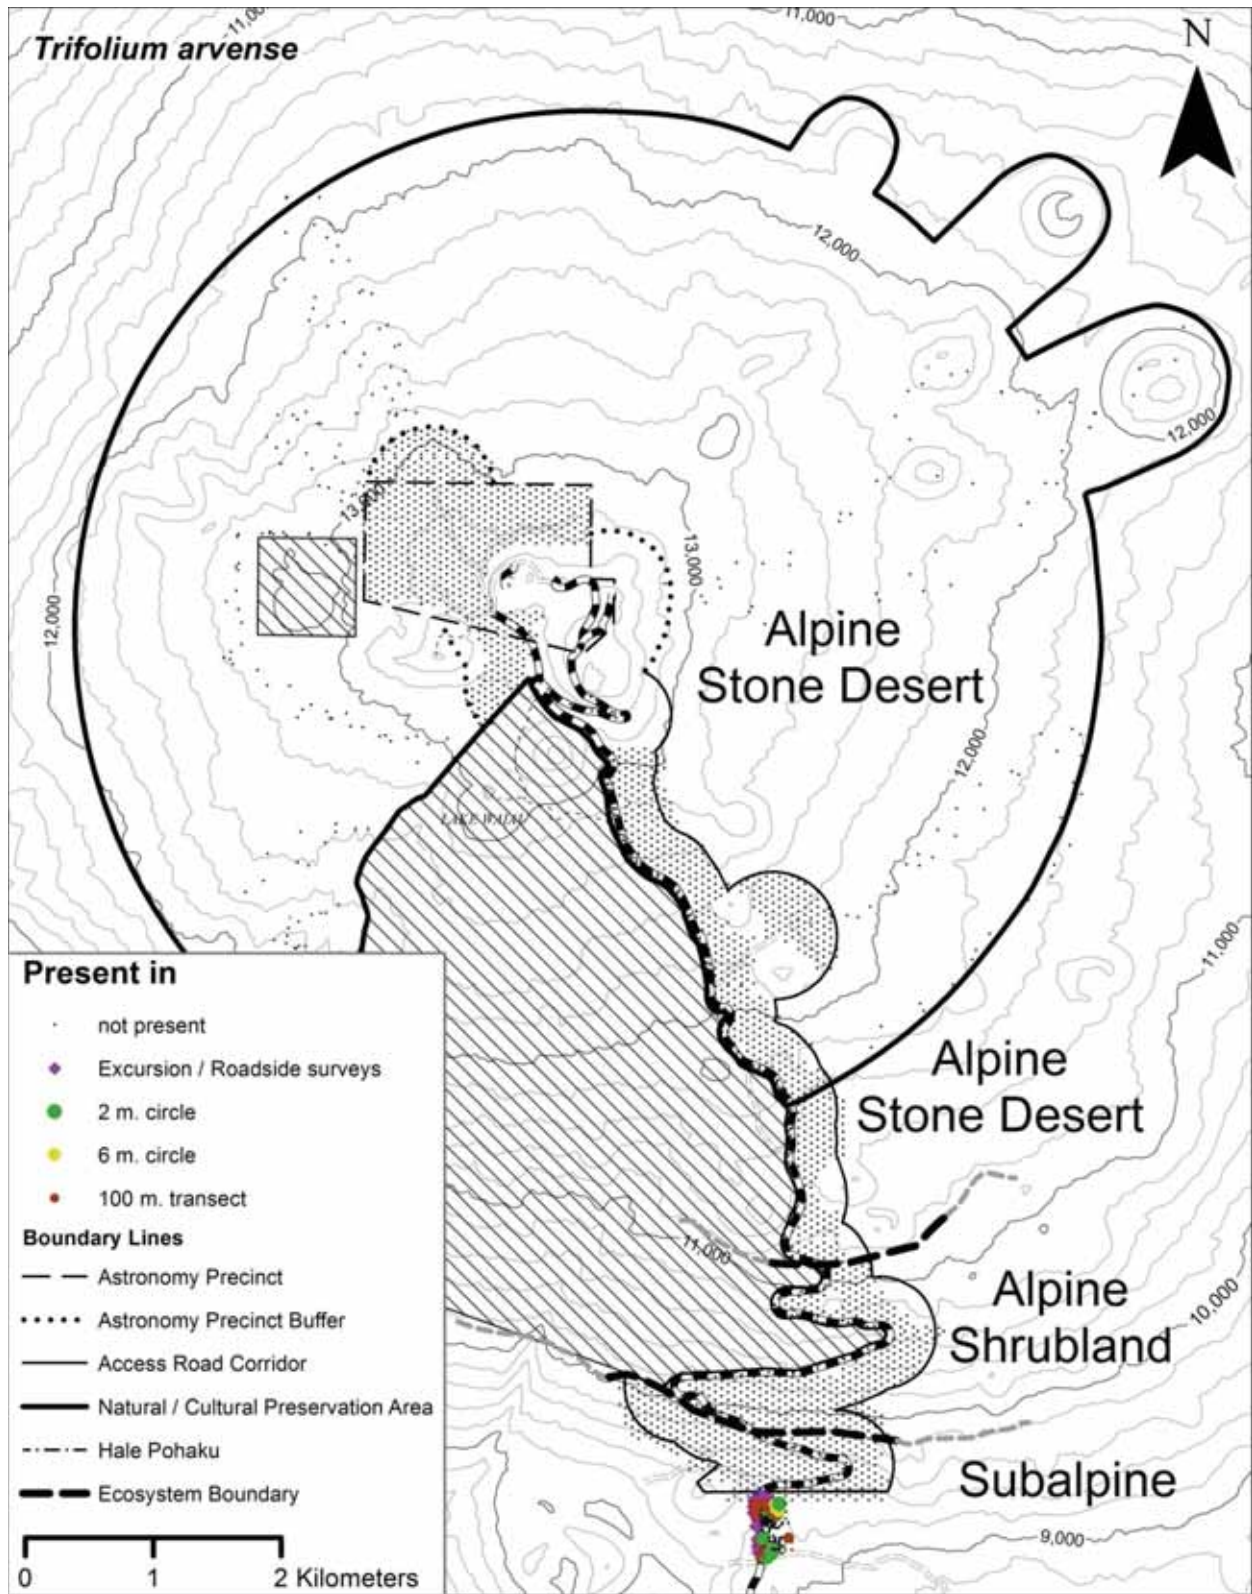 11,000
11,000
Trifolium arvense
N
12,000
12,000
13,000
13,000
12,000
Alpine
Stone Desert
12,000
LAKE WAIAU
11,000
Present in
not present
Excursion / Roadside surveys
2 m. circle
6 m. circle
100 m. transect
Boundary Lines
Astronomy Precinct
Astronomy Precinct Buffer
Access Road Corridor
Natural / Cultural Preservation Area
Hale Pohaku
Ecosystem Boundary
0 1 2 Kilometers
Alpine
Stone Desert
11,000
Alpine
Shrubland
10,000
Subalpine
9,000